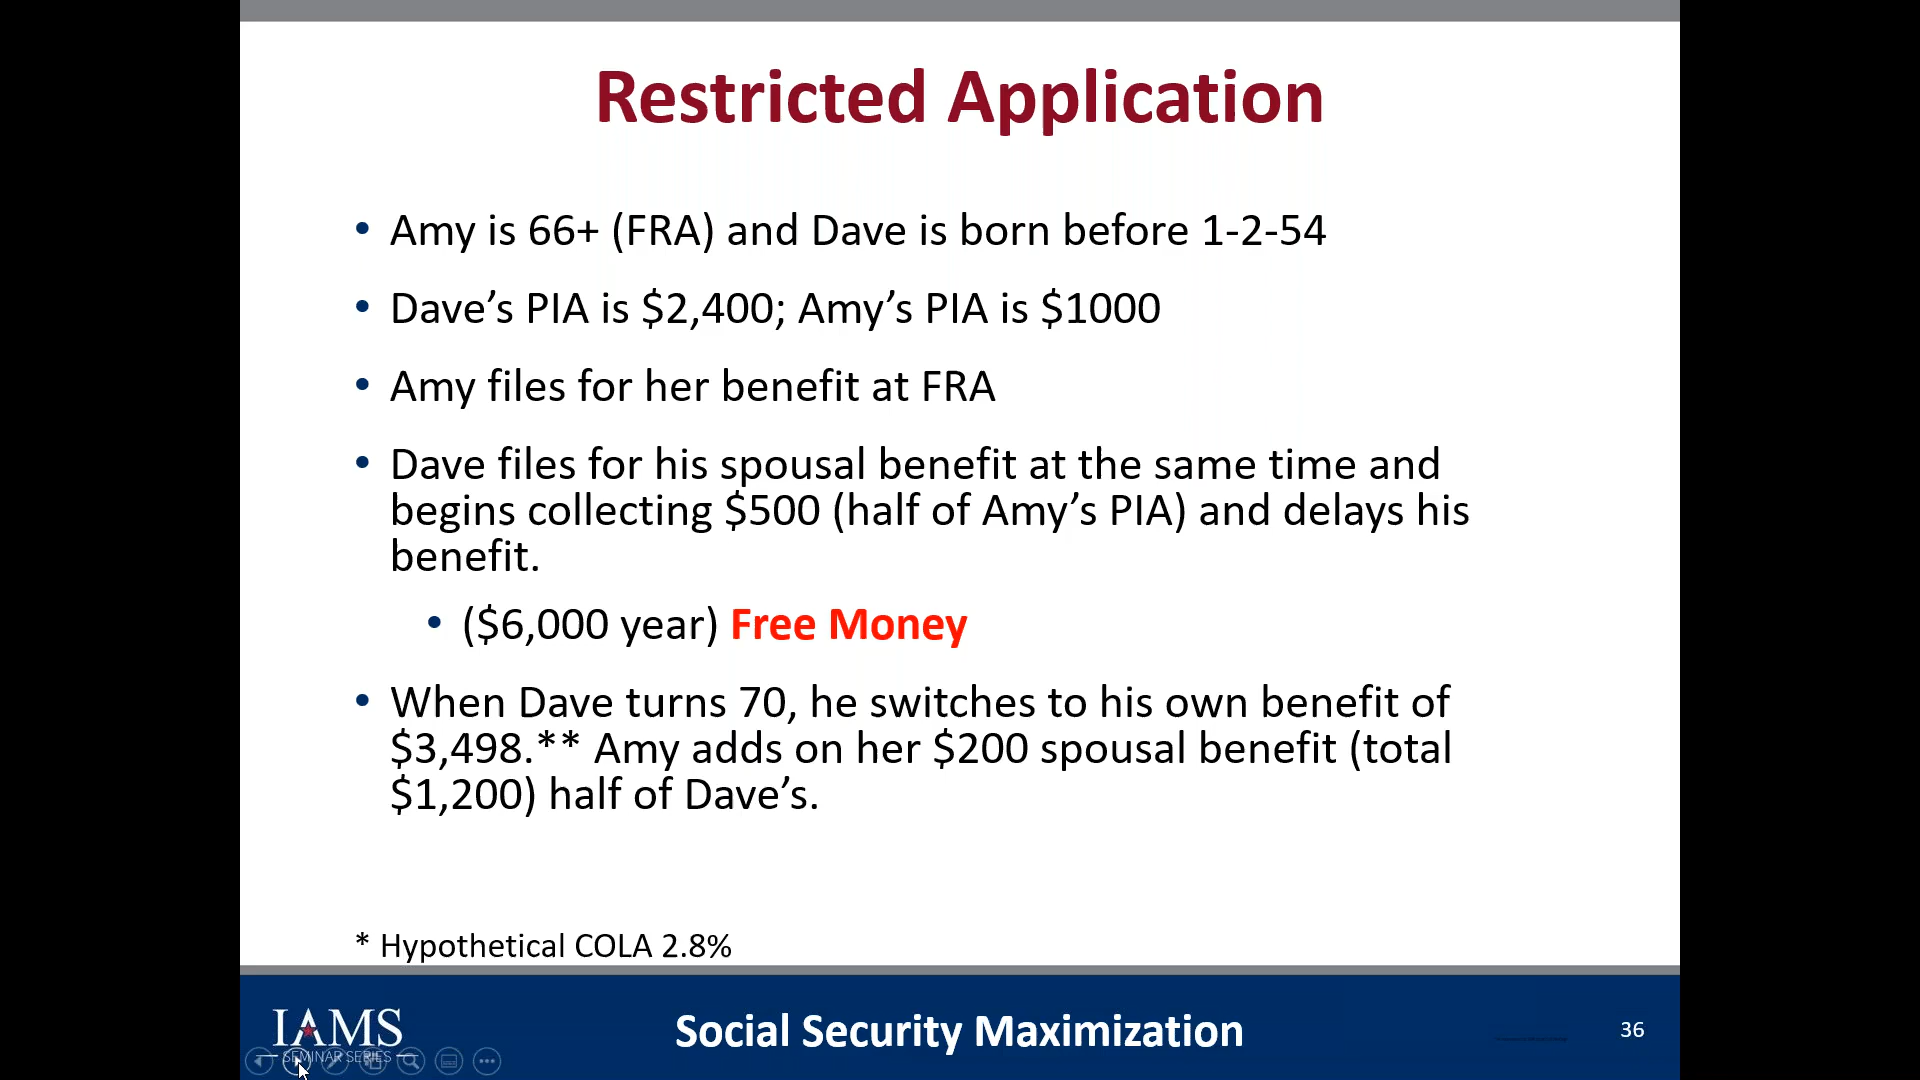 Restricted Application
• Amy is 66+ (FRA) and Dave is born before 1-2-54
• Dave’s PIA is $2,400; Amy’s PIA is $1000
• Amy files for her benefit at FRA
• Dave files for his spousal benefit at the same time and
begins collecting $500 (half of Amy’s PIA) and delays his
benefit.
• ($6,000 year) Free Money
• When Dave turns 70, he switches to his own benefit of
$3,498.** Amy adds on her $200 spousal benefit (total
$1,200) half of Dave’s.
* Hypothetical COLA 2.8%
IAMS
SEMINAR SERIES
Social Security Maximization
36